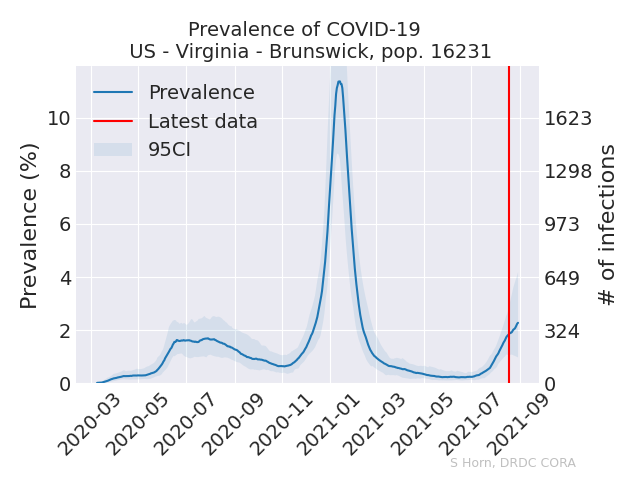 Prevalence of COVID-19
US - Virginia - Brunswick, pop. 16231
Prevalence
Latest data
95CI
Prevalence (%)
10
8
6
4
2
0
1623
1298
973
649
324
0
# of infections
2020-03
2020-05
2020-07
2020-09
2020-11
2021-01
2021-03
2021-05
2021-07
2021-09
S Horn, DRDC CORA